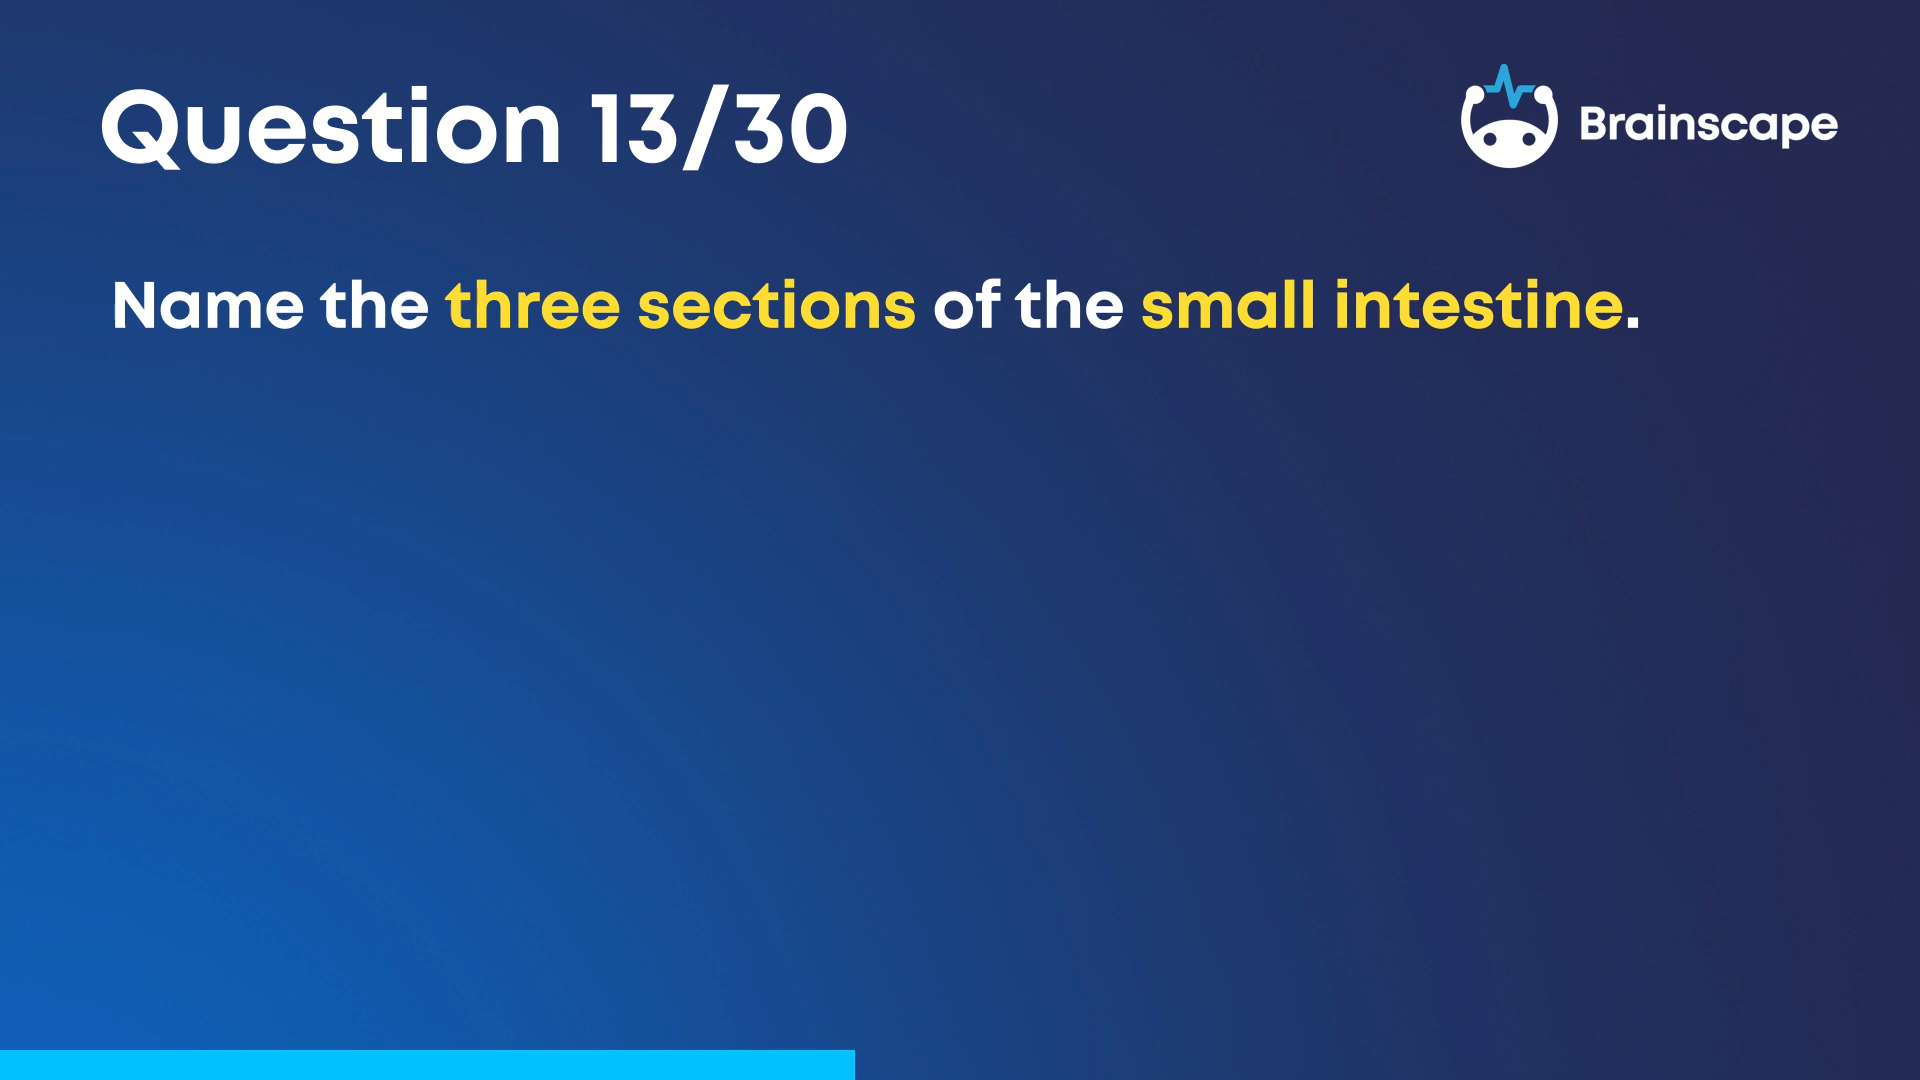 Question 13/30
Brainscape
Name the three sections of the small intestine.